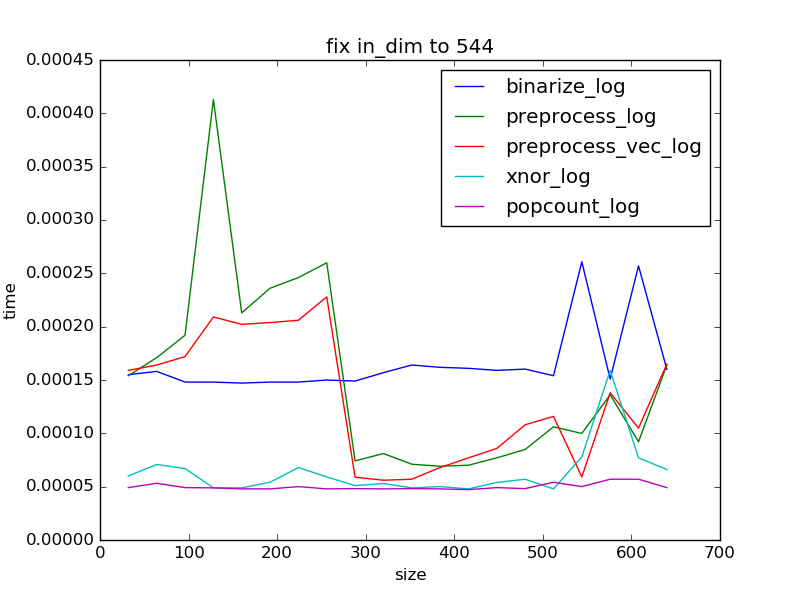 fix in_dim to 544
0.00045
0.00040
0.00035
0.00030
0.00025
0.00020
0.00015
0.00010
0.00005
0.00000
time
binarize_log
preprocess_log
preprocess_vec_log
xnor_log
popcount_log
0 100 200 300 400 500 600 700
size